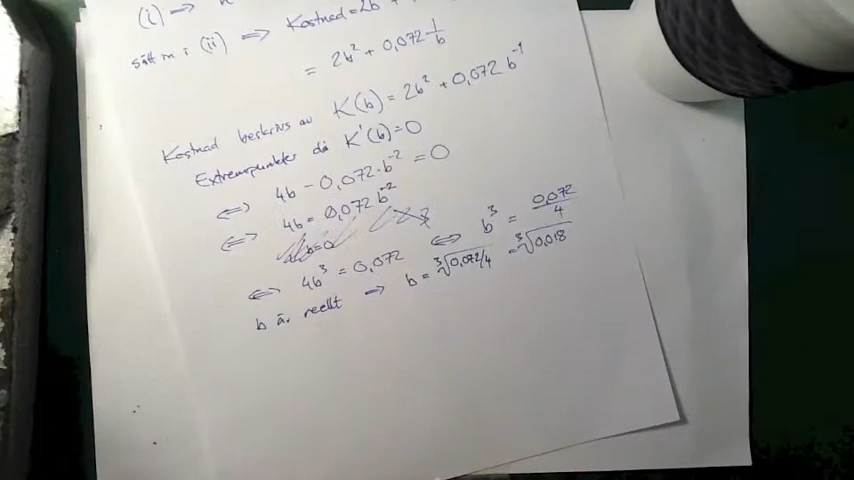 (i) ⟹
sätt in i (ii) ⟹ Kostnad = 2b
= 2b² + 0,072 1/b
Kostnad beskrivs av K(b) = 2b² + 0,072 b⁻¹
Extrempunkter då K'(b) = 0
⟺ 4b - 0,072·b⁻² = 0
⟺ 4b = 0,072 b⁻²
b=0
⟺ 4b³ = 0,072 ⟺ b³ = 0,072/4
b är reellt ⟹ b = ∛0,072/4 = ∛0,018